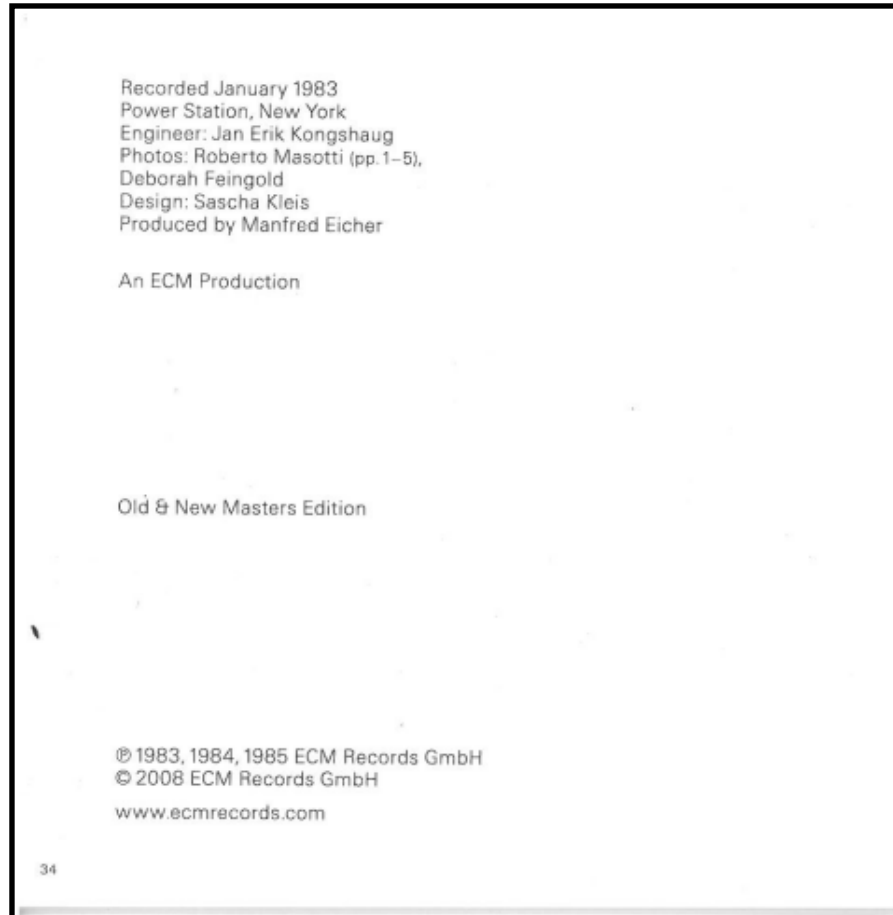 Recorded January 1983
Power Station, New York
Engineer: Jan Erik Kongshaug
Photos: Roberto Masotti (pp. 1–5),
Deborah Feingold
Design: Sascha Kleis
Produced by Manfred Eicher
An ECM Production
Old & New Masters Edition
℗ 1983, 1984, 1985 ECM Records GmbH
© 2008 ECM Records GmbH
www.ecmrecords.com
34